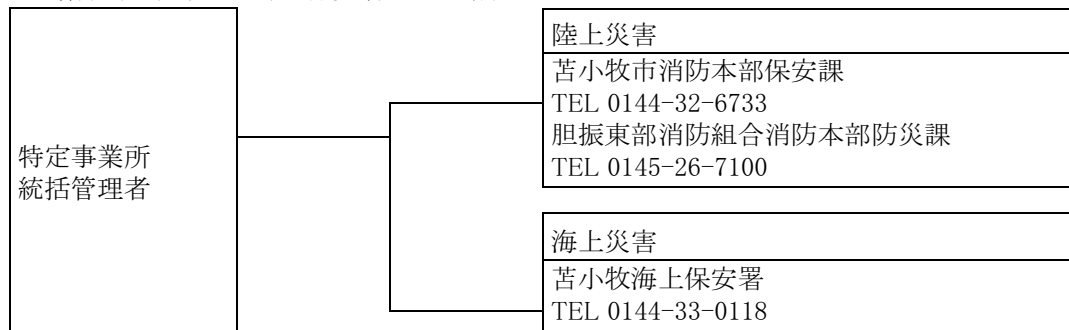 特定事業所
統括管理者
陸上災害
苫小牧市消防本部保安課
TEL 0144-32-6733
胆振東部消防組合消防本部防災課
TEL 0145-26-7100
海上災害
苫小牧海上保安署
TEL 0144-33-0118